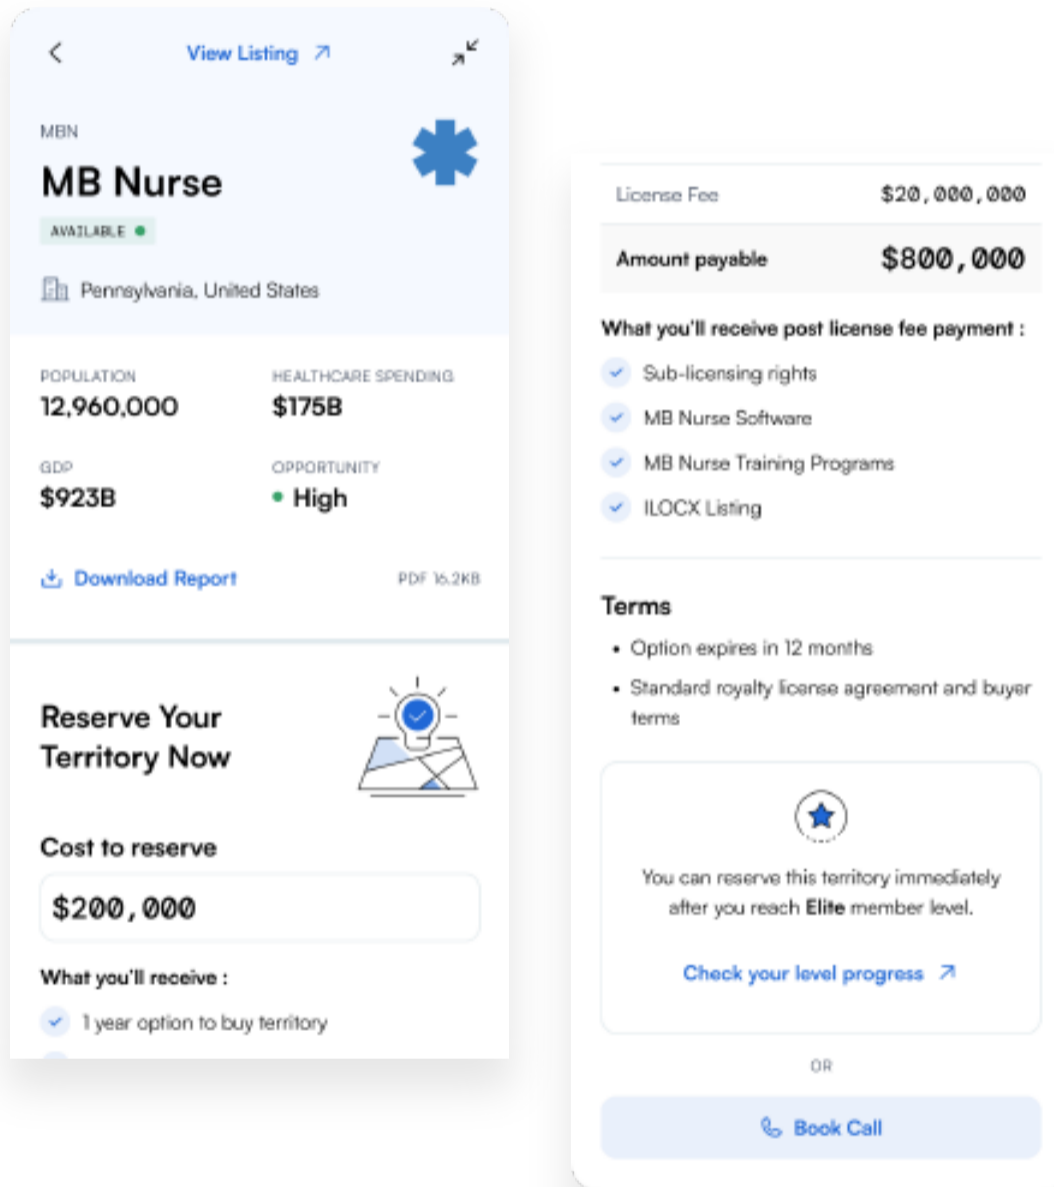 View Listing
MBN
MB Nurse
AVAILABLE
Pennsylvania, United States
POPULATION
12,960,000
HEALTHCARE SPENDING
$175B
GDP
$923B
OPPORTUNITY
High
Download Report
PDF 16.2KB
Reserve Your
Territory Now
Cost to reserve
$200,000
What you'll receive :
1 year option to buy territory
License Fee
$20,000,000
Amount payable
$800,000
What you'll receive post license fee payment :
Sub-licensing rights
MB Nurse Software
MB Nurse Training Programs
ILOCX Listing
Terms
• Option expires in 12 months
• Standard royalty license agreement and buyer
terms
You can reserve this territory immediately
after you reach Elite member level.
Check your level progress
OR
Book Call